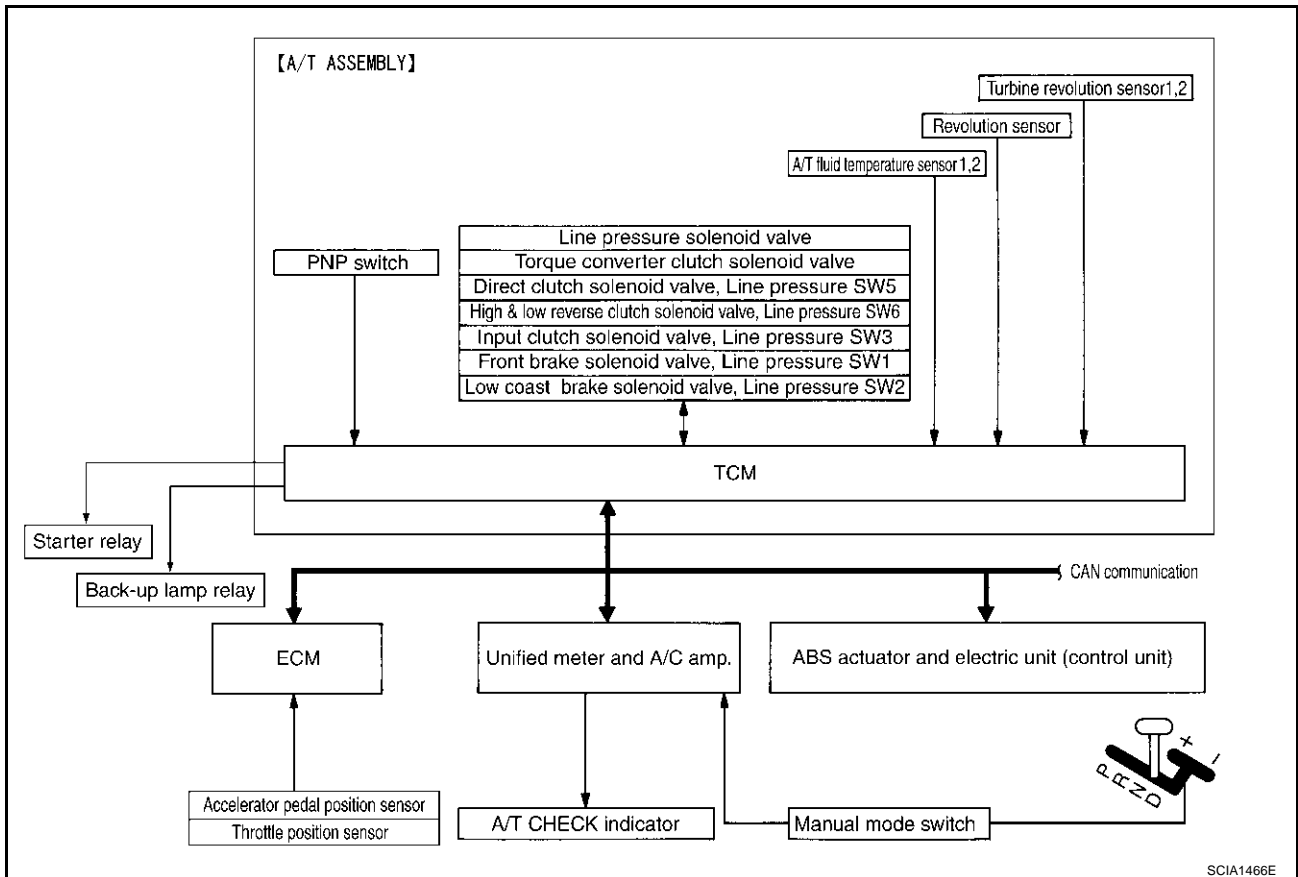 【A/T ASSEMBLY】
Turbine revolution sensor1,2
Revolution sensor
A/T fluid temperature sensor1,2
Line pressure solenoid valve
PNP switch
Torque converter clutch solenoid valve
Direct clutch solenoid valve, Line pressure SW5
High & low reverse clutch solenoid valve, Line pressure SW6
Input clutch solenoid valve, Line pressure SW3
Front brake solenoid valve, Line pressure SW1
Low coast brake solenoid valve, Line pressure SW2
TCM
Starter relay
Back-up lamp relay
CAN communication
ECM
Unified meter and A/C amp.
ABS actuator and electric unit (control unit)
P R N D + -
Accelerator pedal position sensor
Throttle position sensor
A/T CHECK indicator
Manual mode switch
SCIA1466E